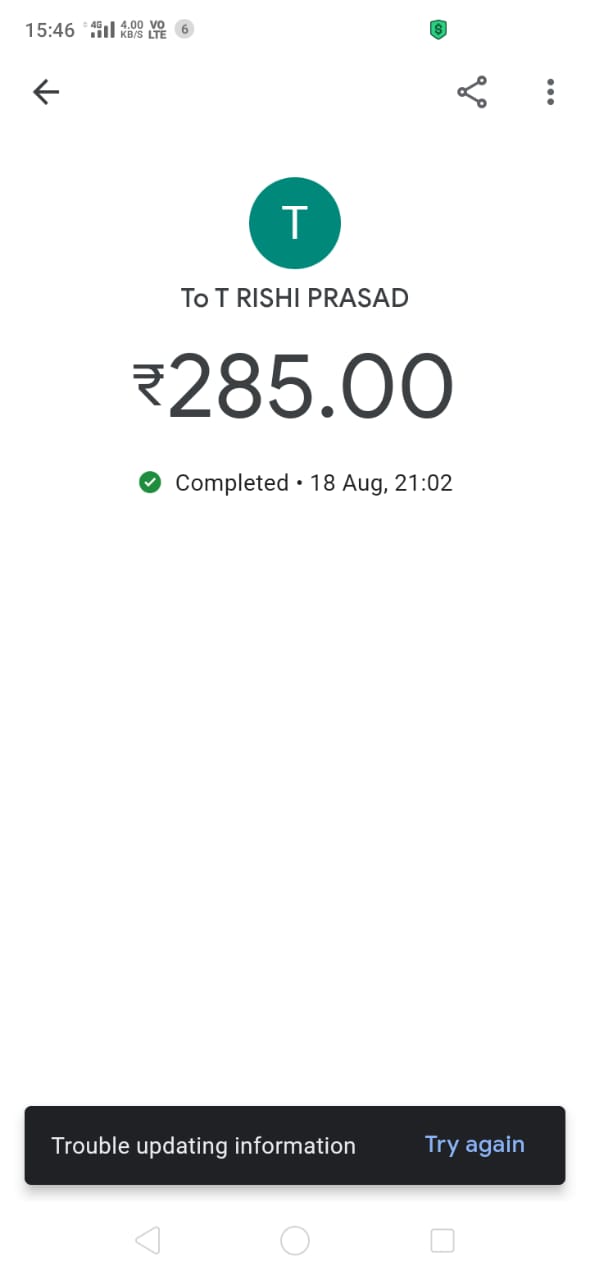 15:46 4G 4.00 KB/S VO LTE 6
T
To T RISHI PRASAD
₹285.00
Completed • 18 Aug, 21:02
Trouble updating information Try again